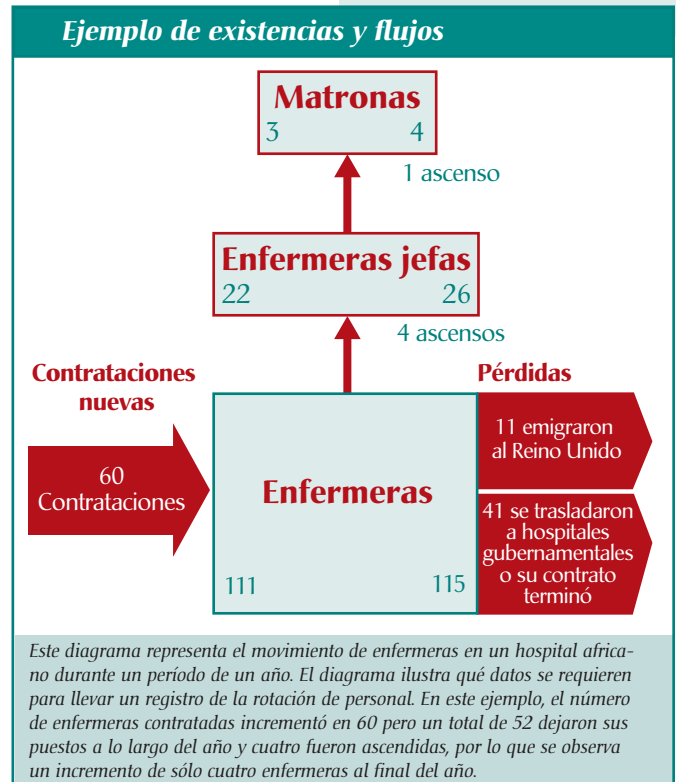 Ejemplo de existencias y flujos
Matronas
3 4
1 ascenso
Enfermeras jefas
22 26
4 ascensos
Contrataciones
nuevas
60
Contrataciones
Enfermeras
111 115
Pérdidas
11 emigraron
al Reino Unido
41 se trasladaron
a hospitales
gubernamentales
o su contrato
terminó
Este diagrama representa el movimiento de enfermeras en un hospital africa-
no durante un período de un año. El diagrama ilustra qué datos se requieren
para llevar un registro de la rotación de personal. En este ejemplo, el número
de enfermeras contratadas incrementó en 60 pero un total de 52 dejaron sus
puestos a lo largo del año y cuatro fueron ascendidas, por lo que se observa
un incremento de sólo cuatro enfermeras al final del año.